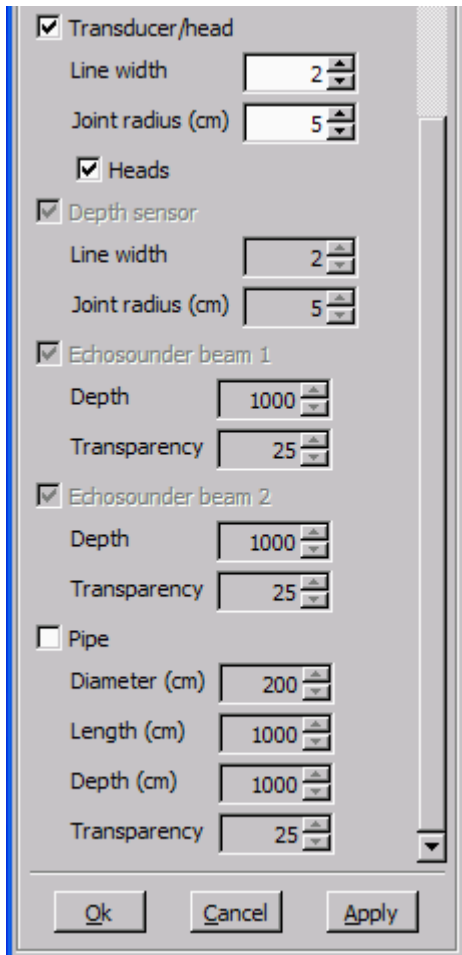 Transducer/head
Line width 2
Joint radius (cm) 5
Heads
Depth sensor
Line width 2
Joint radius (cm) 5
Echosounder beam 1
Depth 1000
Transparency 25
Echosounder beam 2
Depth 1000
Transparency 25
Pipe
Diameter (cm) 200
Length (cm) 1000
Depth (cm) 1000
Transparency 25
Ok Cancel Apply